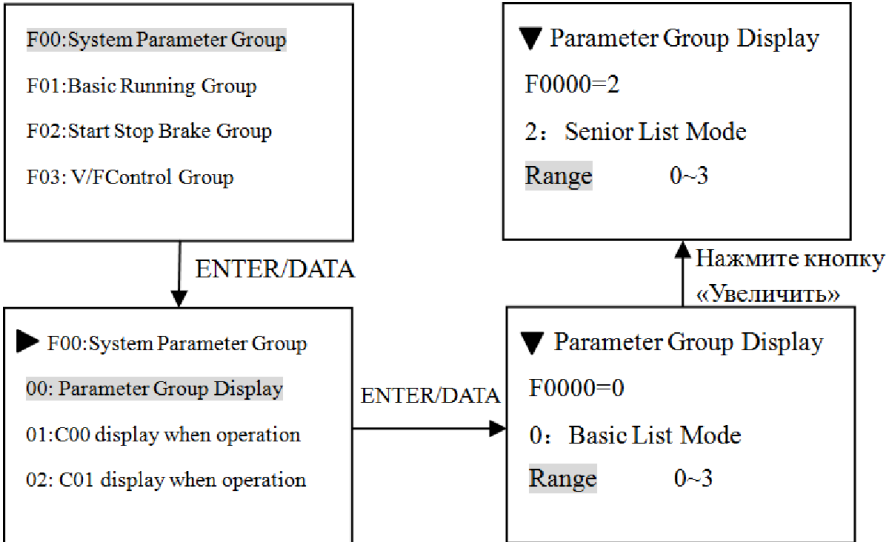 F00:System Parameter Group
F01:Basic Running Group
F02:Start Stop Brake Group
F03: V/FControl Group
ENTER/DATA
▶ F00:System Parameter Group
00: Parameter Group Display
01:C00 display when operation
02: C01 display when operation
ENTER/DATA
▼ Parameter Group Display
F0000=0
0： Basic List Mode
Range 0~3
Нажмите кнопку
«Увеличить»
▼ Parameter Group Display
F0000=2
2： Senior List Mode
Range 0~3